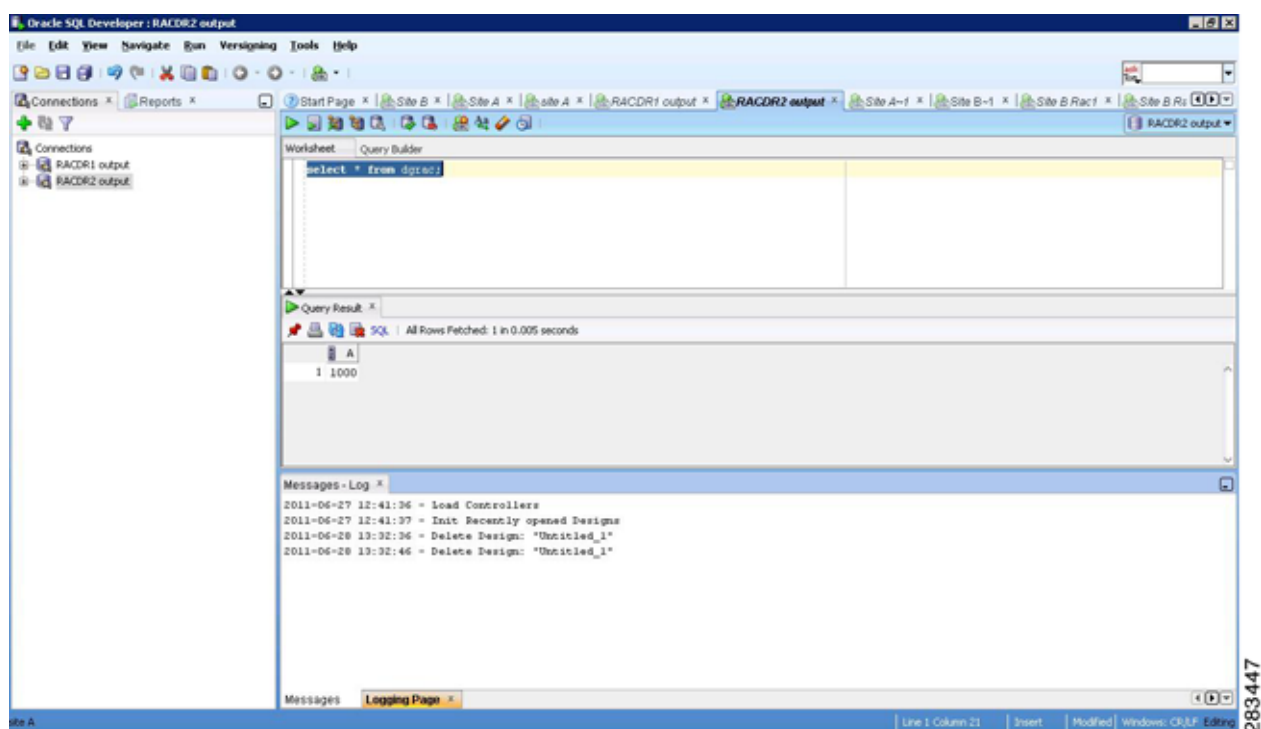 Oracle SQL Developer : RACDR2 output
File Edit View Navigate Run Versioning Tools Help
Connections Reports
Start Page Site B Site A site A RACDR1 output RACDR2 output Site A~1 Site B~1 Site B Rac1 Site B Ra
RACDR2 output
Connections
RACDR1 output
RACDR2 output
Worksheet Query Builder
select * from dgrac;
Query Result
SQL | All Rows Fetched: 1 in 0.005 seconds
A
1 1000
Messages - Log
2011-06-27 12:41:36 - Load Controllers
2011-06-27 12:41:37 - Init Recently opened Designs
2011-06-28 13:32:36 - Delete Design: "Untitled_1"
2011-06-28 13:32:46 - Delete Design: "Untitled_1"
Messages Logging Page
site A
Line 1 Column 21 | Insert | Modified | Windows: CR/LF Editing
283447